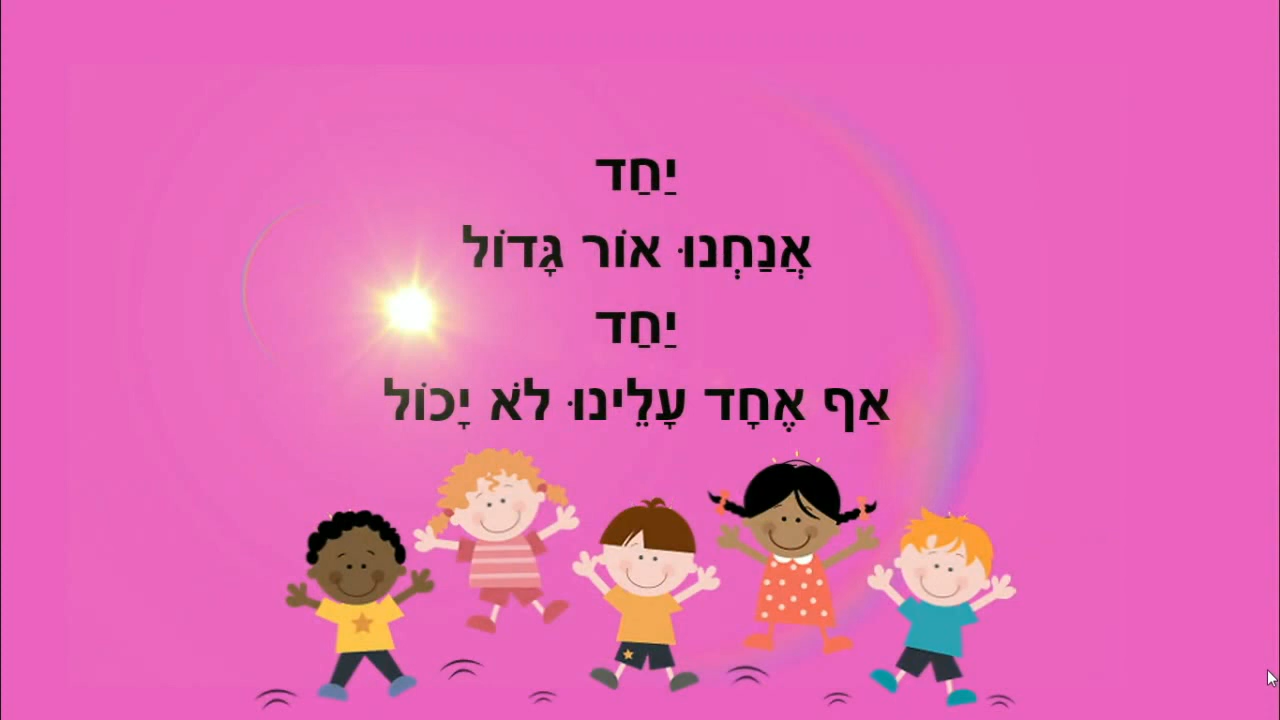 יַחַד
אֲנַחְנוּ אוֹר גָּדוֹל
יַחַד
אַף אֶחָד עָלֵינוּ לֹא יָכוֹל